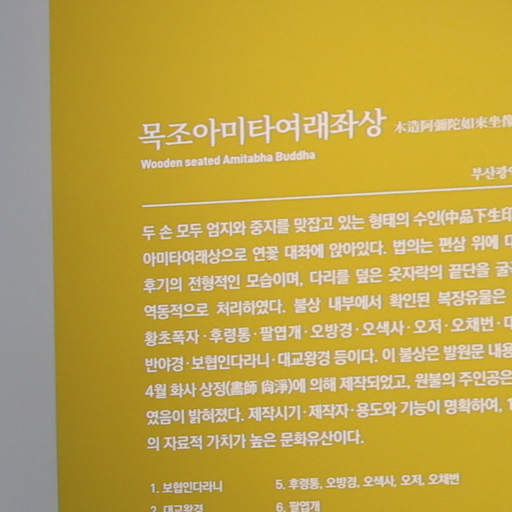 목조아미타여래좌상 木造阿彌陀如來坐像
Wooden seated Amitabha Buddha
부산광역
두 손 모두 엄지와 중지를 맞잡고 있는 형태의 수인(中品下生印
아미타여래상으로 연꽃 대좌에 앉아있다. 법의는 편삼 위에 대
후기의 전형적인 모습이며, 다리를 덮은 옷자락의 끝단을 굴곡
역동적으로 처리하였다. 불상 내부에서 확인된 복장유물은
황초폭자·후령통·팔엽개·오방경·오색사·오저·오채번·대
반야경·보협인다라니·대교왕경 등이다. 이 불상은 발원문 내용
4월 화사 상정(畵師 尙淨)에 의해 제작되었고, 원불의 주인공은
였음이 밝혀졌다. 제작시기·제작자·용도와 기능이 명확하여, 1
의 자료적 가치가 높은 문화유산이다.
1. 보협인다라니
5. 후령통, 오방경, 오색사, 오저, 오채번
2. 대교왕경
6. 팔엽개